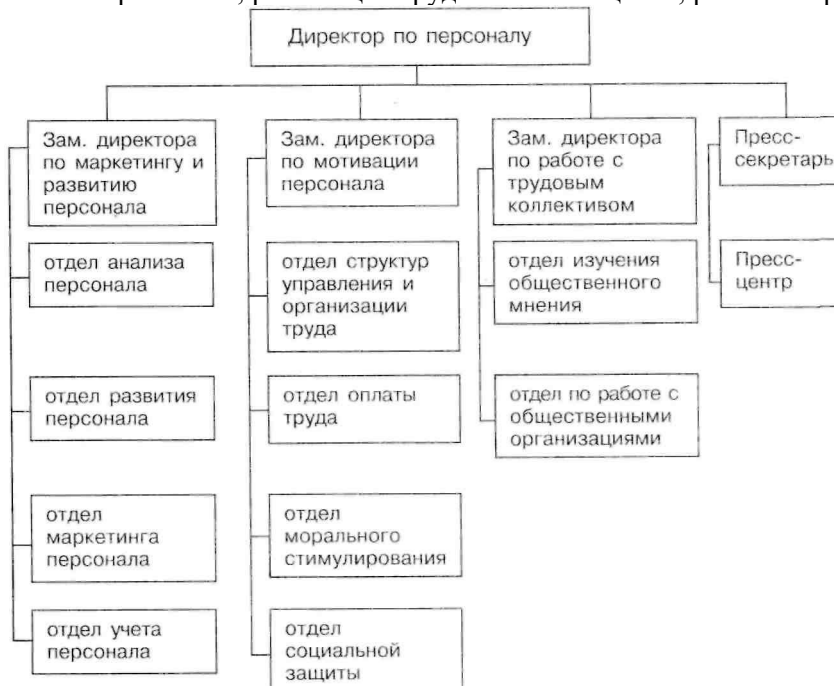 Директор по персоналу
Зам. директора
по маркетингу и
развитию
персонала
отдел анализа
персонала
отдел развития
персонала
отдел
маркетинга
персонала
отдел учета
персонала
Зам. директора
по мотивации
персонала
отдел структур
управления и
организации
труда
отдел оплаты
труда
отдел
морального
стимулирования
отдел
социальной
защиты
Зам. директора
по работе с
трудовым
коллективом
отдел изучения
общественного
мнения
отдел по работе с
общественными
организациями
Пресс-
секретарь
Пресс-
центр